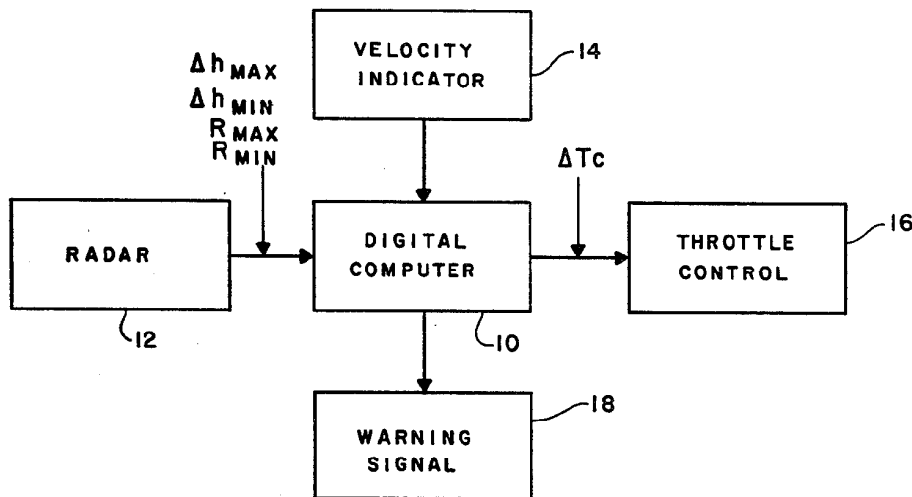 VELOCITY
INDICATOR
14
Δh MAX
Δh MIN
R MAX
R MIN
ΔTc
RADAR
12
DIGITAL
COMPUTER
10
THROTTLE
CONTROL
16
WARNING
SIGNAL
18